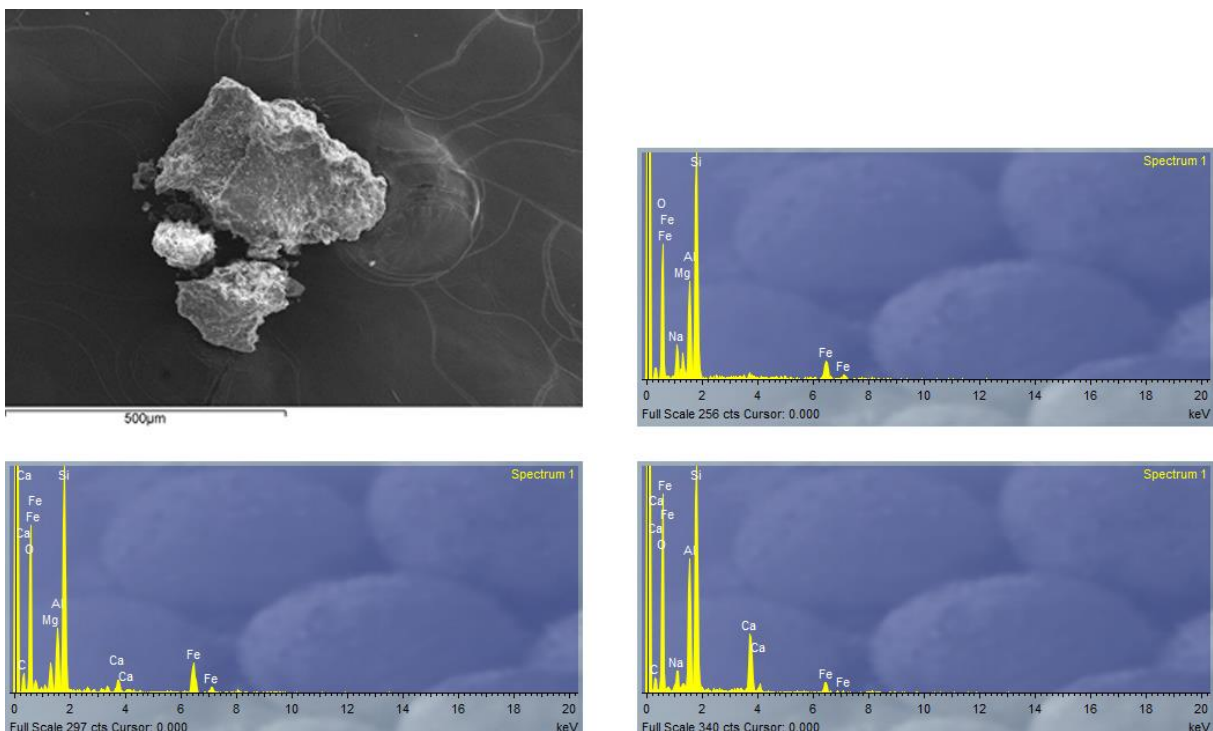 500µm
Spectrum 1
Si
O
Fe
Fe
Al
Mg
Na
Fe
Fe
0 2 4 6 8 10 12 14 16 18 20
Full Scale 256 cts Cursor: 0.000 keV
Spectrum 1
Ca Si
Fe
Fe
Ca
O
Al
Mg
C
Ca
Ca
Fe
Fe
0 2 4 6 8 10 12 14 16 18 20
Full Scale 297 cts Cursor: 0.000 keV
Spectrum 1
Si
Fe
Ca
Fe
Ca
O Al
Ca
Ca
C Na
Fe
Fe
0 2 4 6 8 10 12 14 16 18 20
Full Scale 340 cts Cursor: 0.000 keV